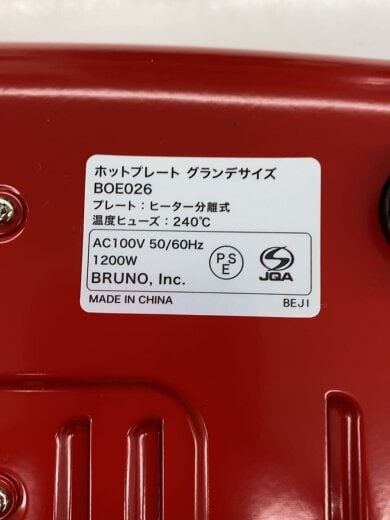 ホットプレート グランデサイズ
BOE026
プレート：ヒーター分離式
温度ヒューズ：240℃
AC100V 50/60Hz
1200W
BRUNO, Inc.
PS
E
JQA
MADE IN CHINA
BEJI